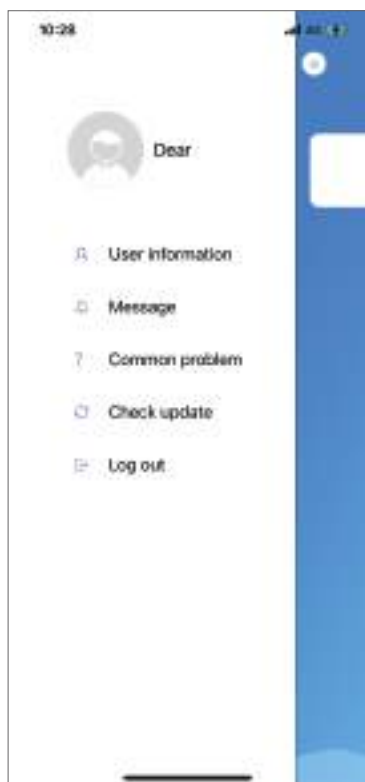 10:28
Dear
User information
Message
? Common problem
Check update
Log out